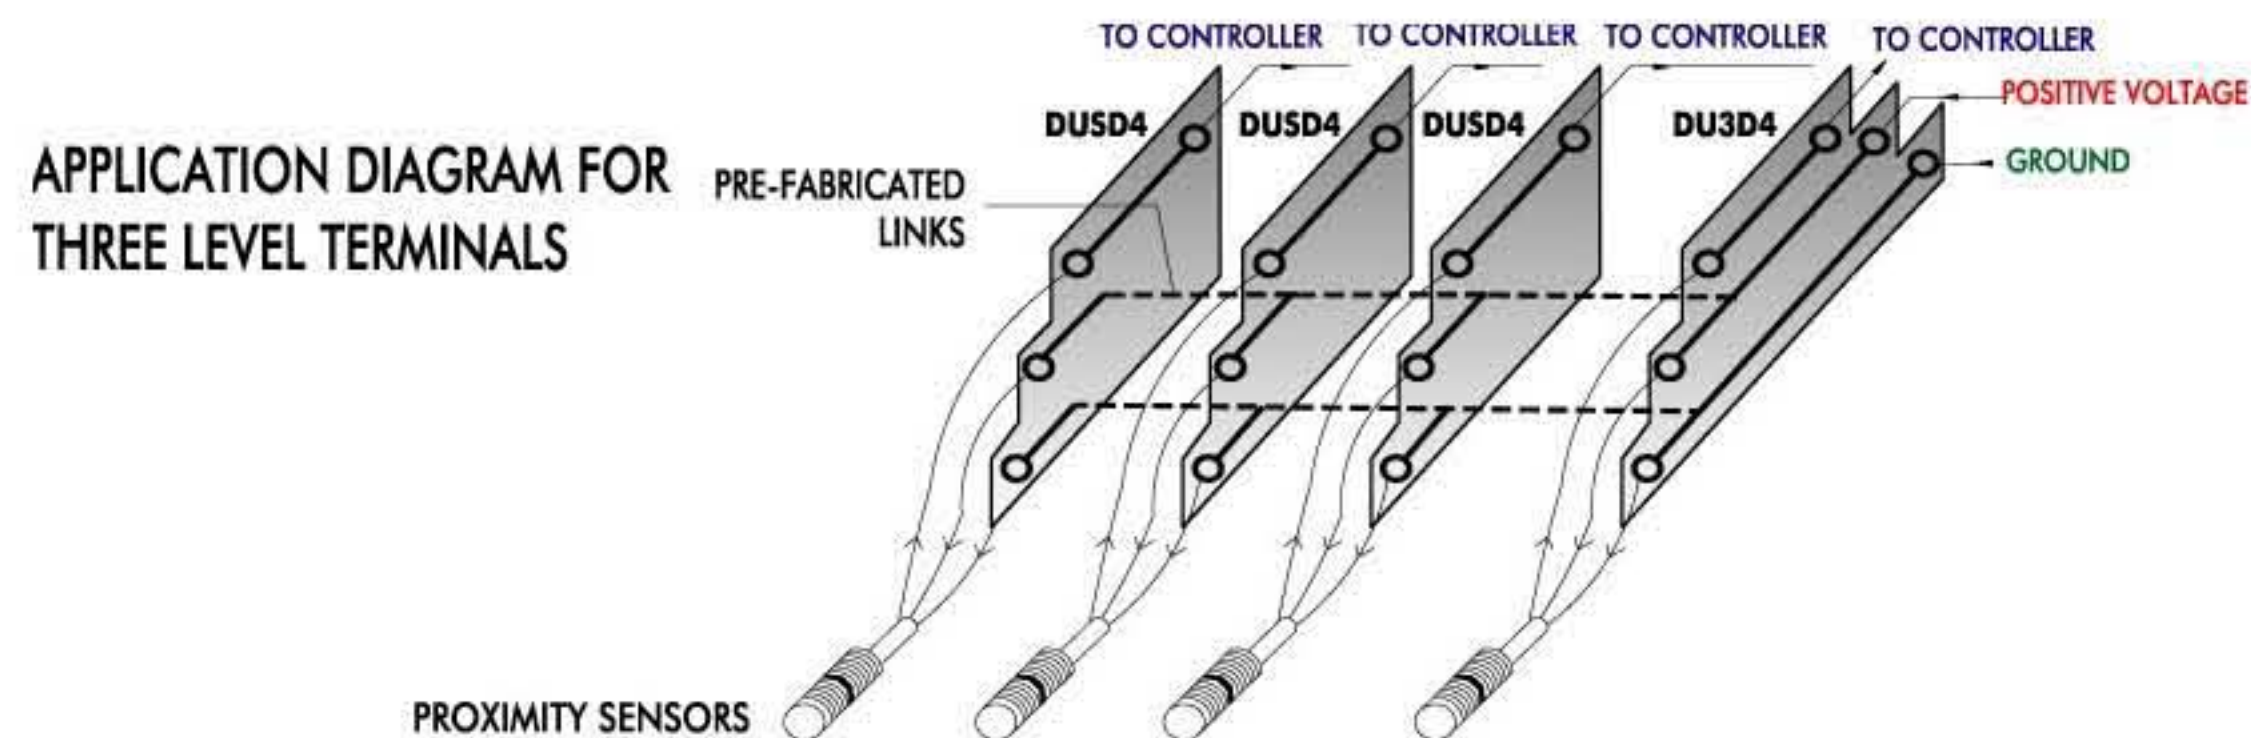 TO CONTROLLER TO CONTROLLER TO CONTROLLER TO CONTROLLER
POSITIVE VOLTAGE
DUSD4 DUSD4 DUSD4 DU3D4
GROUND
APPLICATION DIAGRAM FOR
THREE LEVEL TERMINALS
PRE-FABRICATED
LINKS
PROXIMITY SENSORS